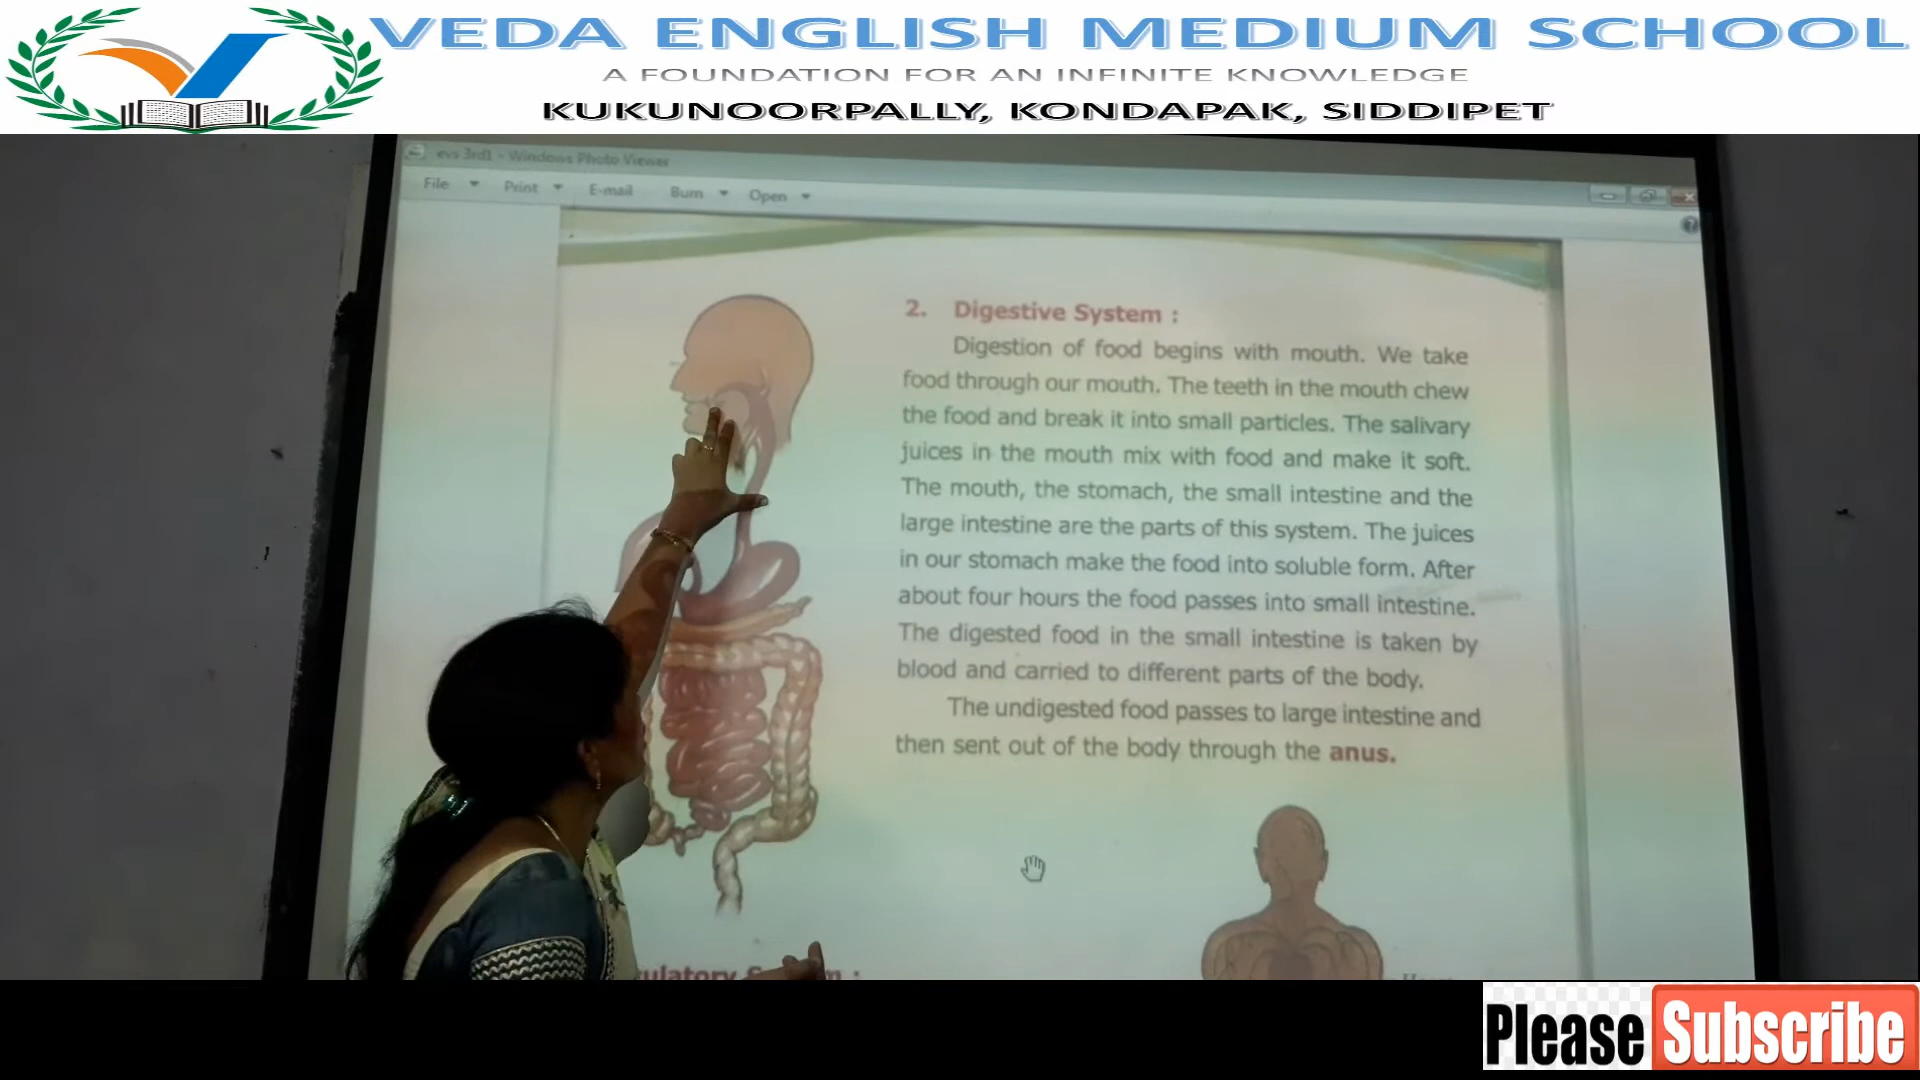 VEDA ENGLISH MEDIUM SCHOOL
A FOUNDATION FOR AN INFINITE KNOWLEDGE
KUKUNOORPALLY, KONDAPAK, SIDDIPET
evs 3rd1 - Windows Photo Viewer
File Print E-mail Burn Open
2. Digestive System :
Digestion of food begins with mouth. We take
food through our mouth. The teeth in the mouth chew
the food and break it into small particles. The salivary
juices in the mouth mix with food and make it soft.
The mouth, the stomach, the small intestine and the
large intestine are the parts of this system. The juices
in our stomach make the food into soluble form. After
about four hours the food passes into small intestine.
The digested food in the small intestine is taken by
blood and carried to different parts of the body.
The undigested food passes to large intestine and
then sent out of the body through the anus.
Please Subscribe